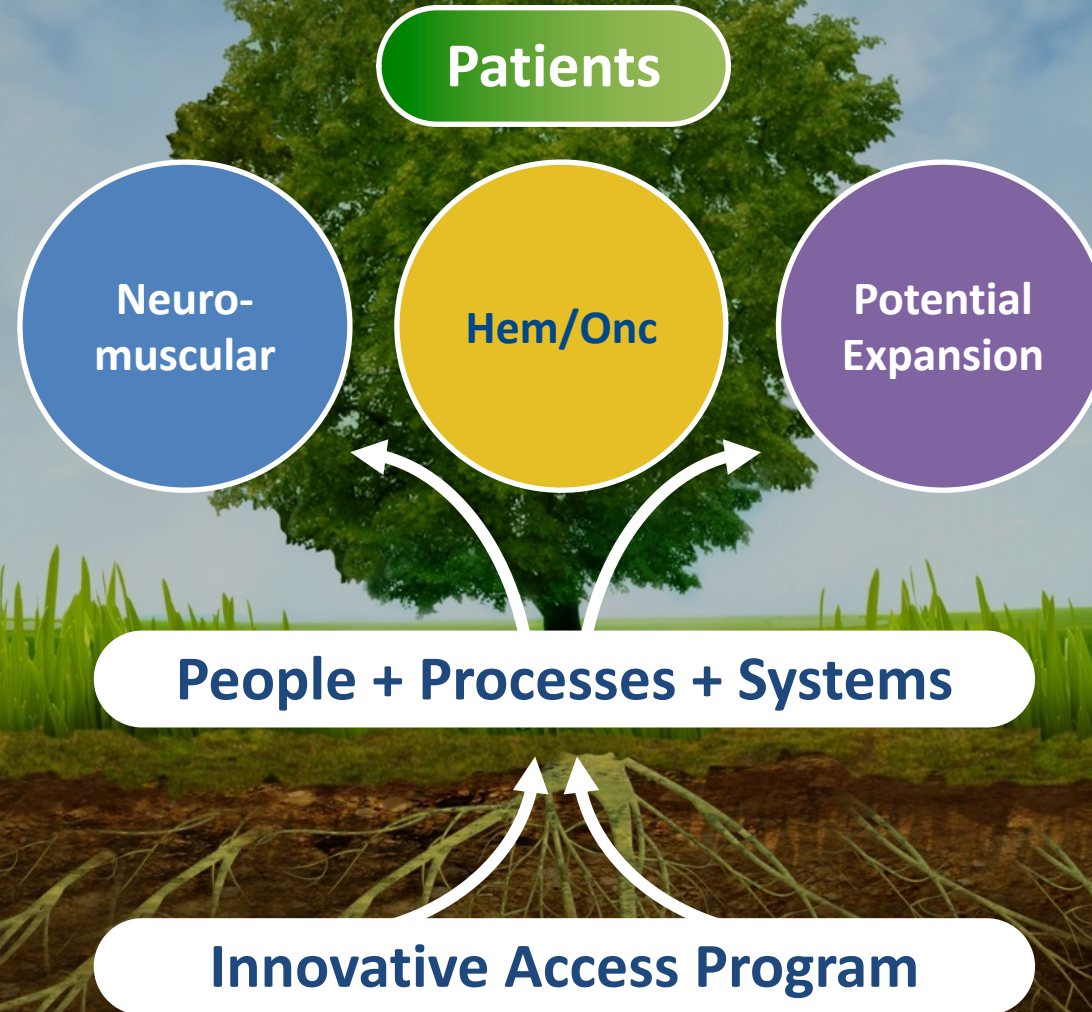 Patients
Neuro-
muscular
Hem/Onc
Potential
Expansion
People + Processes + Systems
Innovative Access Program